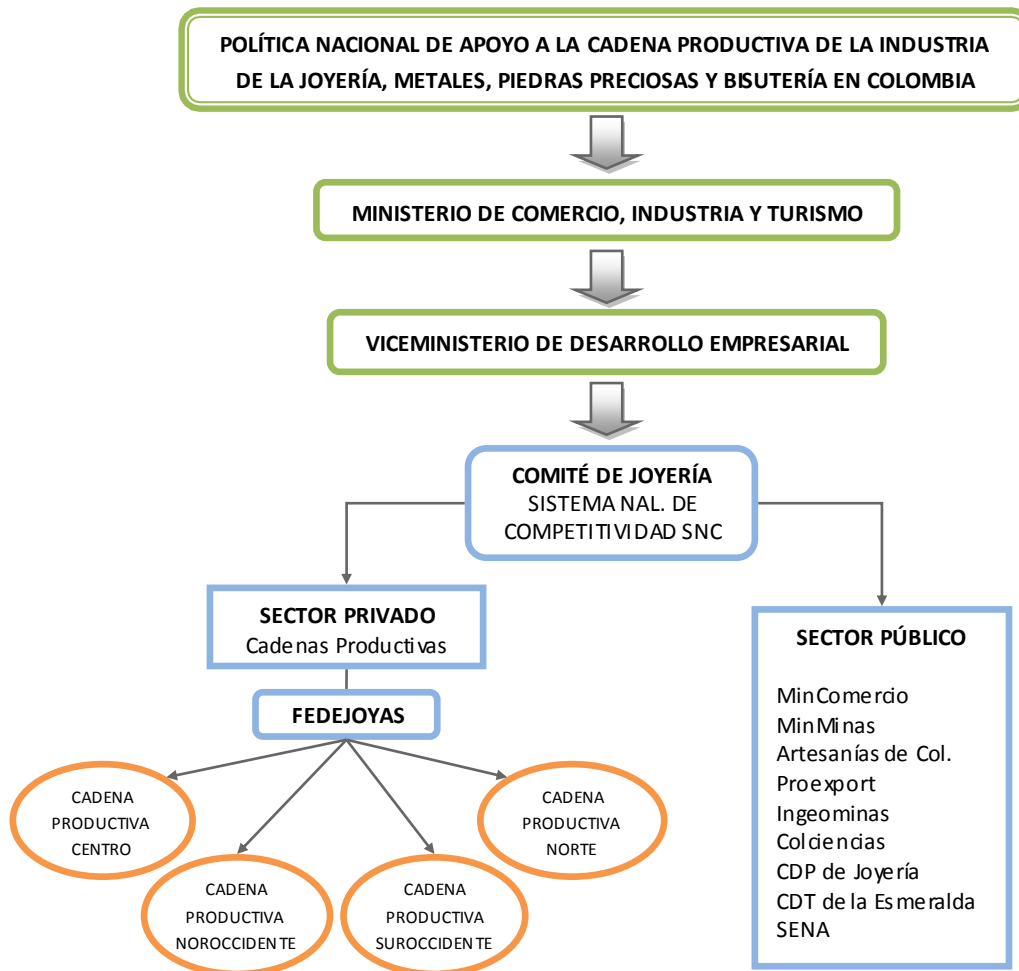 POLÍTICA NACIONAL DE APOYO A LA CADENA PRODUCTIVA DE LA INDUSTRIA
DE LA JOYERÍA, METALES, PIEDRAS PRECIOSAS Y BISUTERÍA EN COLOMBIA
MINISTERIO DE COMERCIO, INDUSTRIA Y TURISMO
VICEMINISTERIO DE DESARROLLO EMPRESARIAL
COMITÉ DE JOYERÍA
SISTEMA NAL. DE
COMPETITIVIDAD SNC
SECTOR PRIVADO
Cadenas Productivas
FEDEJOYAS
CADENA
PRODUCTIVA
CENTRO
CADENA
PRODUCTIVA
NOROCCIDENTE
CADENA
PRODUCTIVA
SUROCCIDENTE
CADENA
PRODUCTIVA
NORTE
SECTOR PÚBLICO
MinComercio
MinMinas
Artesanías de Col.
Proexport
Ingeominas
Colciencias
CDP de Joyería
CDT de la Esmeralda
SENA